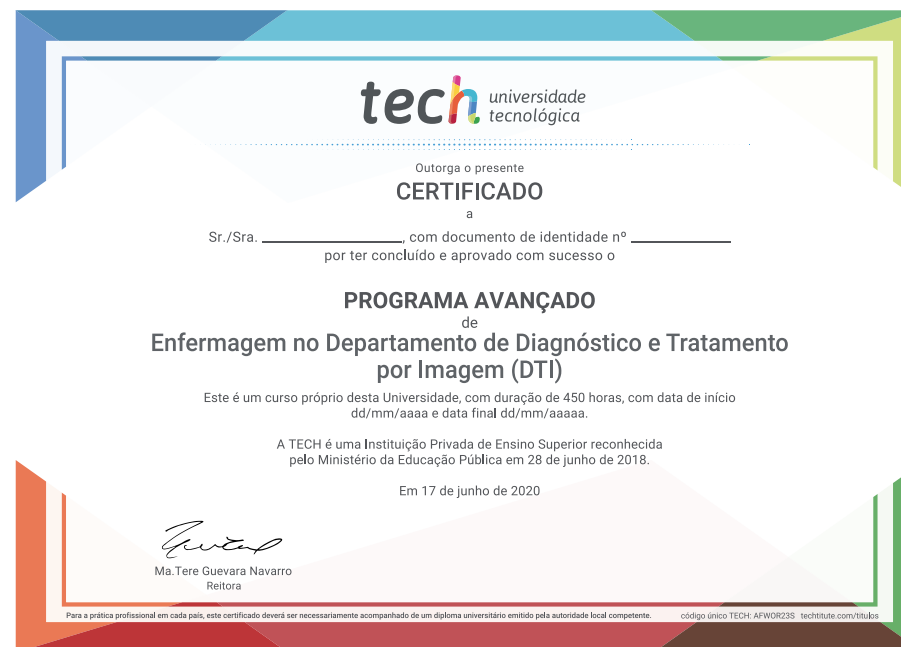 tech universidade
tecnológica
Outorga o presente
CERTIFICADO
a
Sr./Sra. ____________________, com documento de identidade nº ______________
por ter concluído e aprovado com sucesso o
PROGRAMA AVANÇADO
de
Enfermagem no Departamento de Diagnóstico e Tratamento
por Imagem (DTI)
Este é um curso próprio desta Universidade, com duração de 450 horas, com data de início
dd/mm/aaaa e data final dd/mm/aaaaa.
A TECH é uma Instituição Privada de Ensino Superior reconhecida
pelo Ministério da Educação Pública em 28 de junho de 2018.
Em 17 de junho de 2020
Ma.Tere Guevara Navarro
Reitora
Para a prática profissional em cada país, este certificado deverá ser necessariamente acompanhado de um diploma universitário emitido pela autoridade local competente. código único TECH: AFWOR23S techtitute.com/titulos